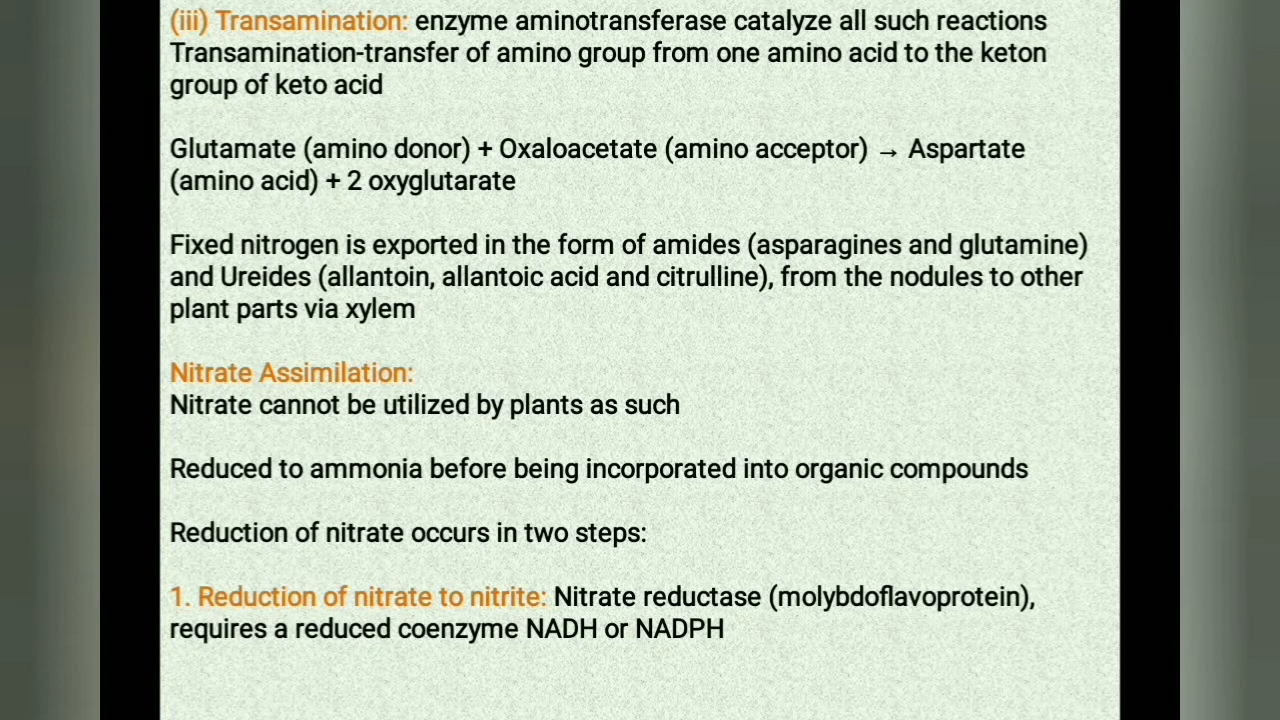 (iii) Transamination: enzyme aminotransferase catalyze all such reactions
Transamination-transfer of amino group from one amino acid to the keton
group of keto acid
Glutamate (amino donor) + Oxaloacetate (amino acceptor) → Aspartate
(amino acid) + 2 oxyglutarate
Fixed nitrogen is exported in the form of amides (asparagines and glutamine)
and Ureides (allantoin, allantoic acid and citrulline), from the nodules to other
plant parts via xylem
Nitrate Assimilation:
Nitrate cannot be utilized by plants as such
Reduced to ammonia before being incorporated into organic compounds
Reduction of nitrate occurs in two steps:
1. Reduction of nitrate to nitrite: Nitrate reductase (molybdoflavoprotein),
requires a reduced coenzyme NADH or NADPH